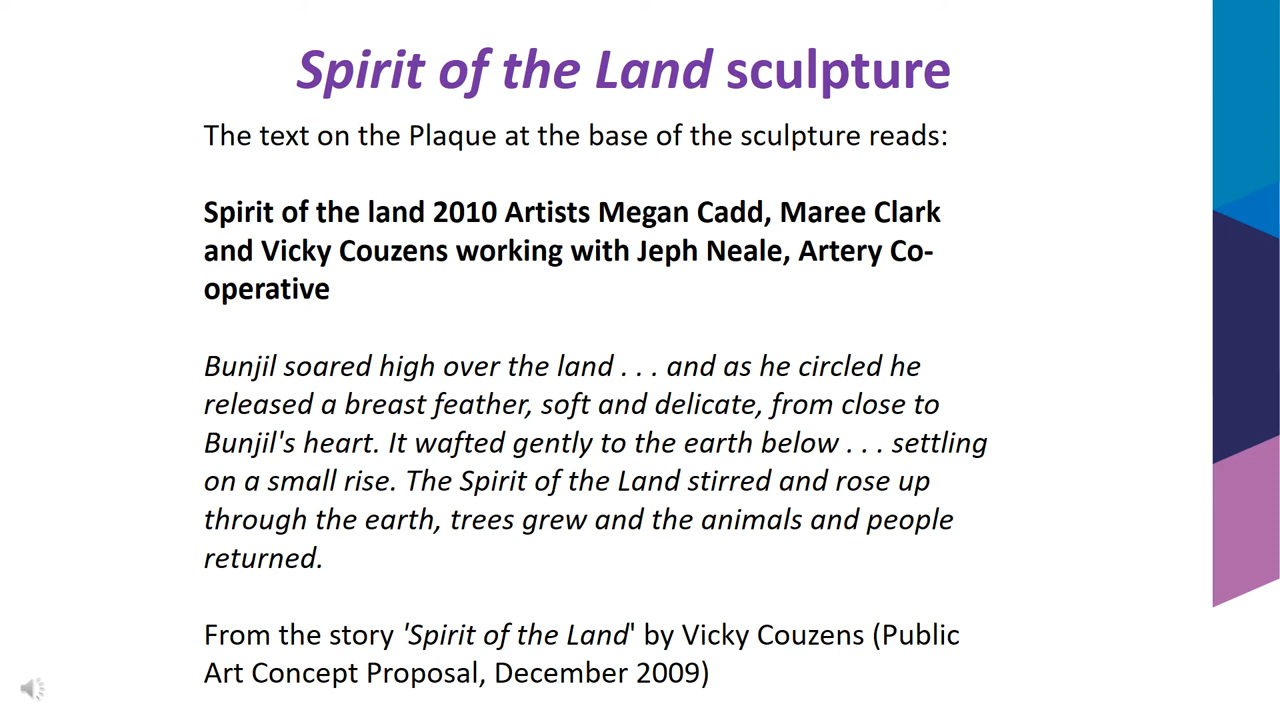 Spirit of the Land sculpture
The text on the Plaque at the base of the sculpture reads:
Spirit of the land 2010 Artists Megan Cadd, Maree Clark
and Vicky Couzens working with Jeph Neale, Artery Co-
operative
Bunjil soared high over the land . . . and as he circled he
released a breast feather, soft and delicate, from close to
Bunjil's heart. It wafted gently to the earth below . . . settling
on a small rise. The Spirit of the Land stirred and rose up
through the earth, trees grew and the animals and people
returned.
From the story 'Spirit of the Land' by Vicky Couzens (Public
Art Concept Proposal, December 2009)